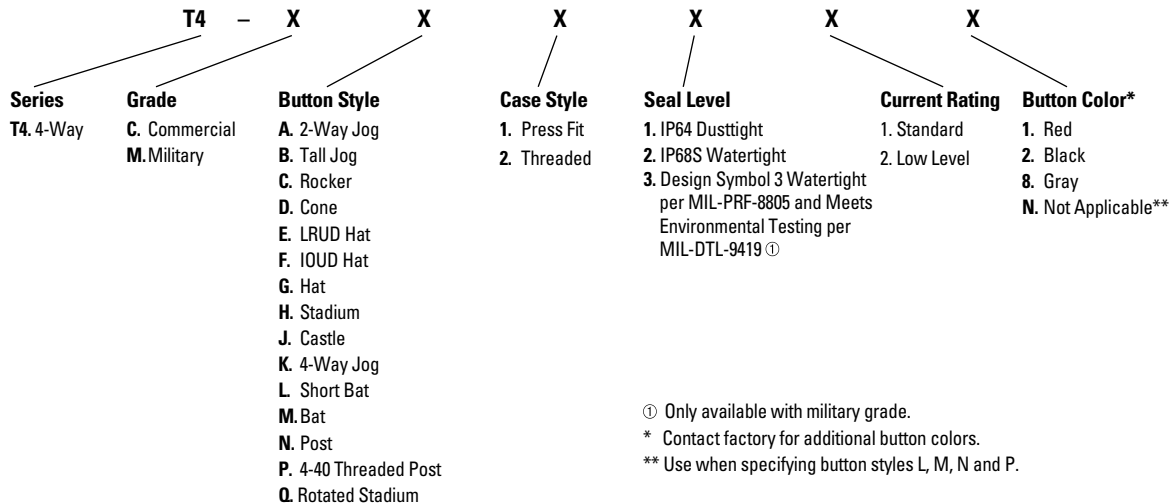 T4 – X X X X X X
Series
T4. 4-Way
Grade
C. Commercial
M. Military
Button Style
A. 2-Way Jog
B. Tall Jog
C. Rocker
D. Cone
E. LRUD Hat
F. IOUD Hat
G. Hat
H. Stadium
J. Castle
K. 4-Way Jog
L. Short Bat
M. Bat
N. Post
P. 4-40 Threaded Post
Q. Rotated Stadium
Case Style
1. Press Fit
2. Threaded
Seal Level
1. IP64 Dusttight
2. IP68S Watertight
3. Design Symbol 3 Watertight
per MIL-PRF-8805 and Meets
Environmental Testing per
MIL-DTL-9419 ①
Current Rating
1. Standard
2. Low Level
Button Color*
1. Red
2. Black
8. Gray
N. Not Applicable**
① Only available with military grade.
* Contact factory for additional button colors.
** Use when specifying button styles L, M, N and P.